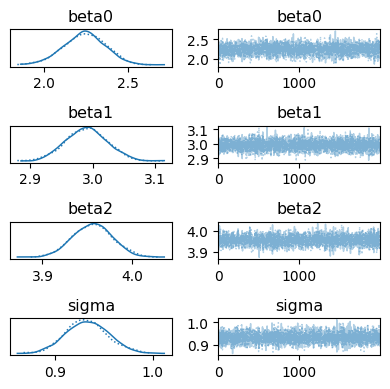 beta0 beta0
2.5
2.0
2.0 2.5 0 1000
beta1 beta1
3.1
3.0
2.9
2.9 3.0 3.1 0 1000
beta2 beta2
4.0
3.9
3.9 4.0 0 1000
sigma sigma
1.0
0.9
0.9 1.0 0 1000